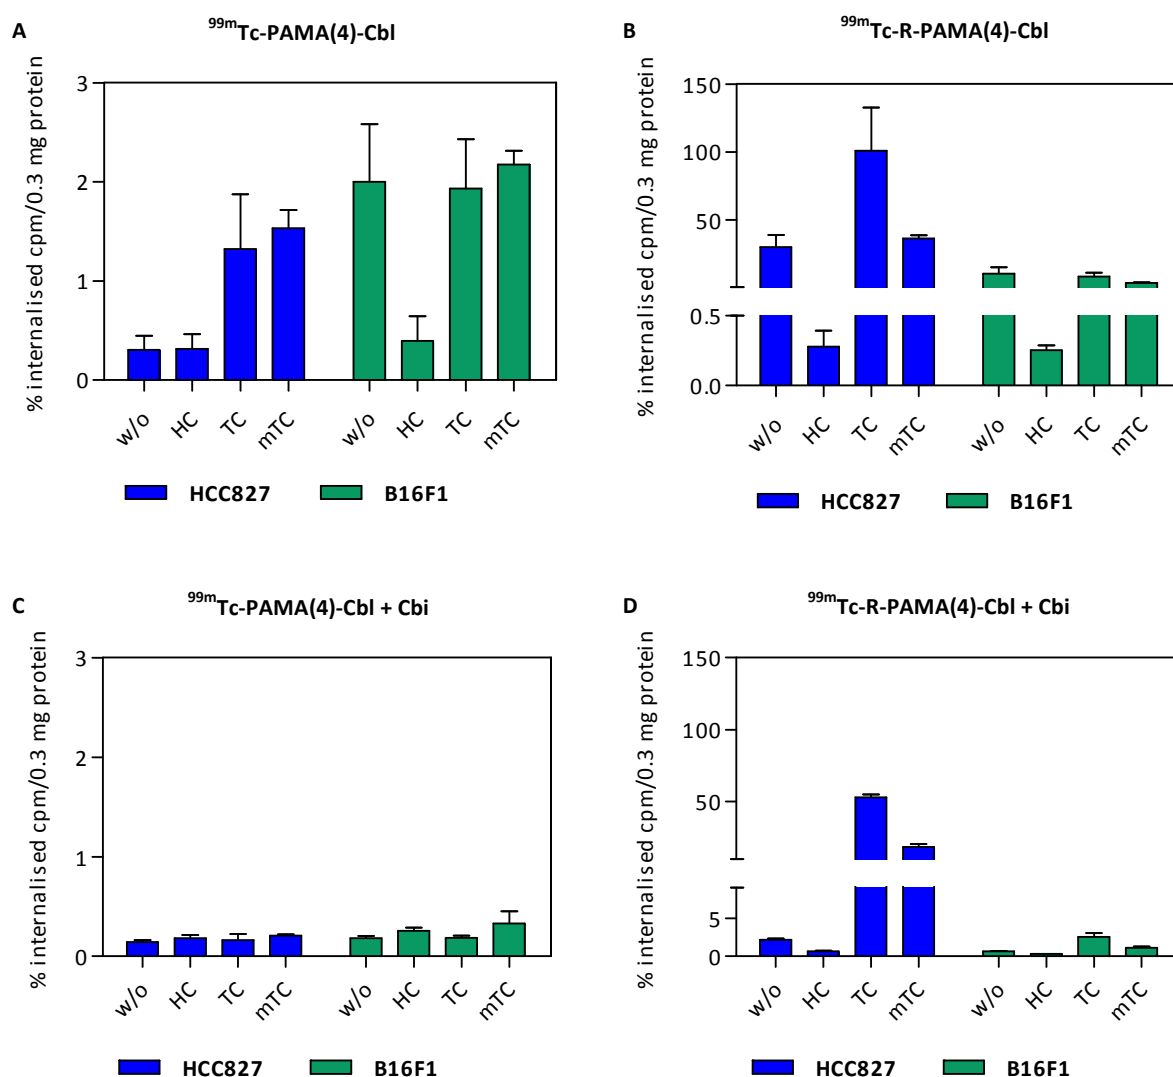 A
⁹⁹ᵐTc-PAMA(4)-Cbl
% internalised cpm/0.3 mg protein
3
2
1
0
w/o HC TC mTC w/o HC TC mTC
HCC827 B16F1
B
⁹⁹ᵐTc-R-PAMA(4)-Cbl
% internalised cpm/0.3 mg protein
150
100
50
0.5
0.0
w/o HC TC mTC w/o HC TC mTC
HCC827 B16F1
C
⁹⁹ᵐTc-PAMA(4)-Cbl + Cbi
% internalised cpm/0.3 mg protein
3
2
1
0
w/o HC TC mTC w/o HC TC mTC
HCC827 B16F1
D
⁹⁹ᵐTc-R-PAMA(4)-Cbl + Cbi
% internalised cpm/0.3 mg protein
150
100
50
5
0
w/o HC TC mTC w/o HC TC mTC
HCC827 B16F1